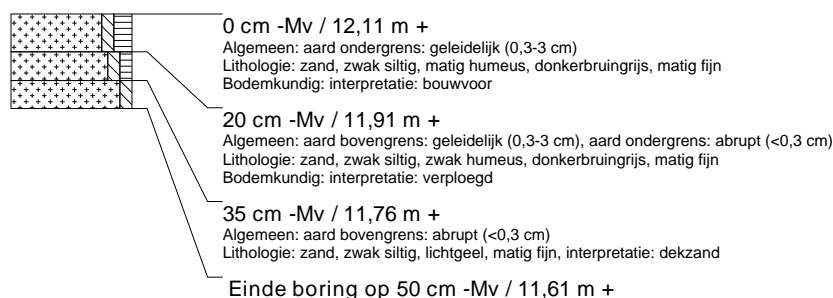 0 cm -Mv / 12,11 m +
Algemeen: aard ondergrens: geleidelijk (0,3-3 cm)
Lithologie: zand, zwak siltig, matig humeus, donkerbruingrijs, matig fijn
Bodemkundig: interpretatie: bouwvoor
20 cm -Mv / 11,91 m +
Algemeen: aard bovengrens: geleidelijk (0,3-3 cm), aard ondergrens: abrupt (<0,3 cm)
Lithologie: zand, zwak siltig, zwak humeus, donkerbruingrijs, matig fijn
Bodemkundig: interpretatie: verploegd
35 cm -Mv / 11,76 m +
Algemeen: aard bovengrens: abrupt (<0,3 cm)
Lithologie: zand, zwak siltig, lichtgeel, matig fijn, interpretatie: dekzand
Einde boring op 50 cm -Mv / 11,61 m +